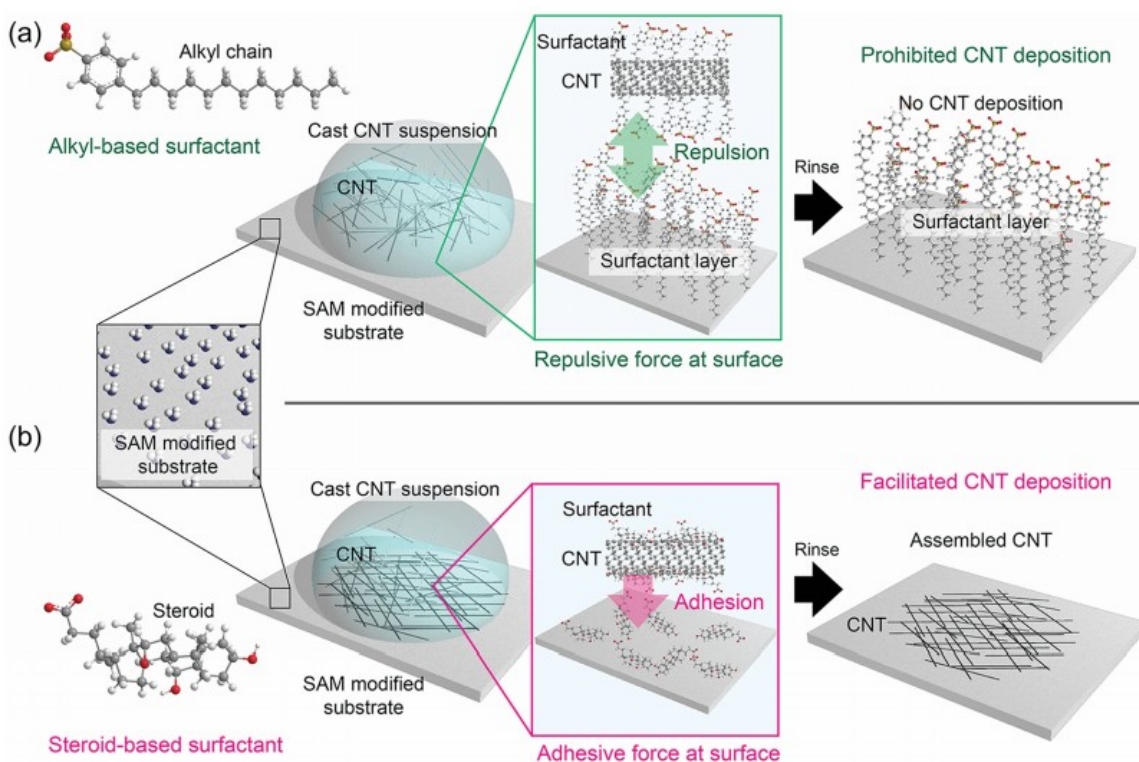 (a)
Alkyl chain
Alkyl-based surfactant
Cast CNT suspension
CNT
SAM modified
substrate
Surfactant
CNT
Repulsion
Surfactant layer
Repulsive force at surface
Rinse
Prohibited CNT deposition
No CNT deposition
Surfactant layer
SAM modified
substrate
(b)
Steroid
Steroid-based surfactant
Cast CNT suspension
CNT
SAM modified
substrate
Surfactant
CNT
Adhesion
Adhesive force at surface
Rinse
Facilitated CNT deposition
Assembled CNT
CNT